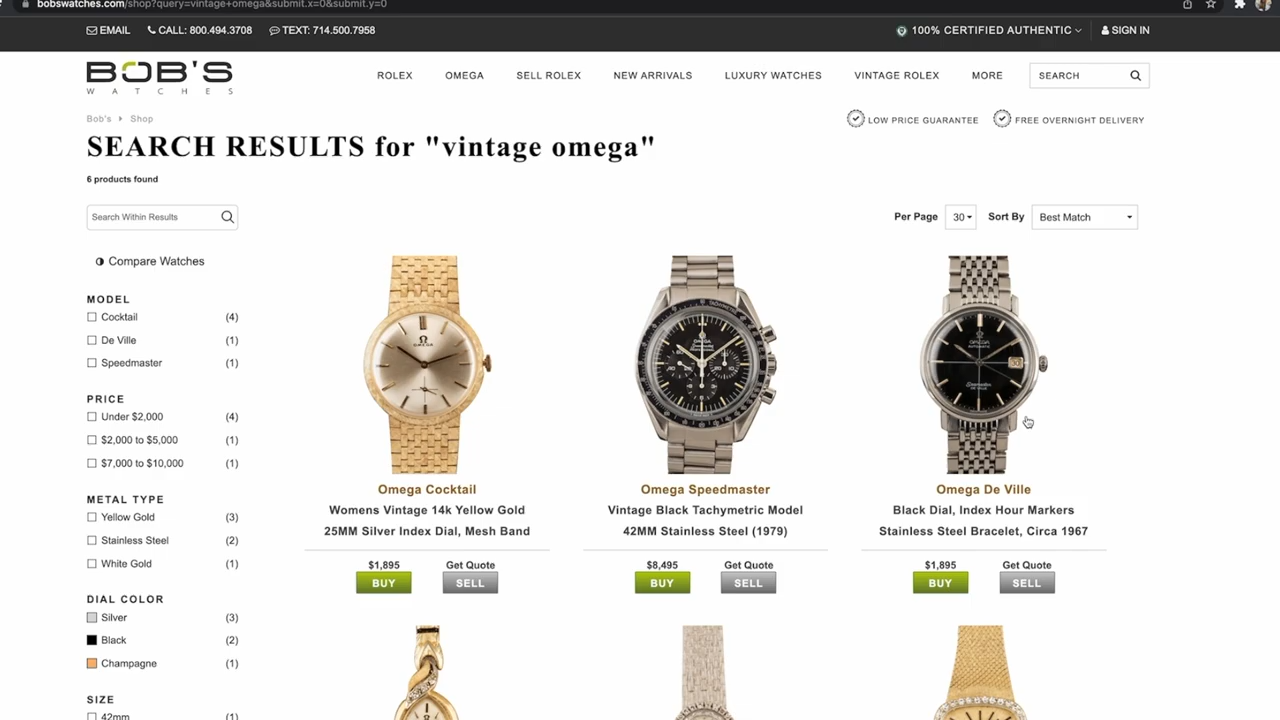 bobswatches.com/shop?query=vintage+omega&submit.x=0&submit.y=0
EMAIL
CALL: 800.494.3708
TEXT: 714.500.7958
100% CERTIFIED AUTHENTIC
SIGN IN
BOB'S
WATCHES
ROLEX
OMEGA
SELL ROLEX
NEW ARRIVALS
LUXURY WATCHES
VINTAGE ROLEX
MORE
SEARCH
Bob's
Shop
LOW PRICE GUARANTEE
FREE OVERNIGHT DELIVERY
SEARCH RESULTS for "vintage omega"
6 products found
Search Within Results
Per Page
30
Sort By
Best Match
Compare Watches
MODEL
Cocktail (4)
De Ville (1)
Speedmaster (1)
PRICE
Under $2,000 (4)
$2,000 to $5,000 (1)
$7,000 to $10,000 (1)
METAL TYPE
Yellow Gold (3)
Stainless Steel (2)
White Gold (1)
DIAL COLOR
Silver (3)
Black (2)
Champagne (1)
SIZE
42mm (1)
OMEGA
Omega Cocktail
Womens Vintage 14k Yellow Gold
25MM Silver Index Dial, Mesh Band
$1,895
BUY
Get Quote
SELL
OMEGA
Omega Speedmaster
Vintage Black Tachymetric Model
42MM Stainless Steel (1979)
$8,495
BUY
Get Quote
SELL
OMEGA
AUTOMATIC
Omega De Ville
Black Dial, Index Hour Markers
Stainless Steel Bracelet, Circa 1967
$1,895
BUY
Get Quote
SELL